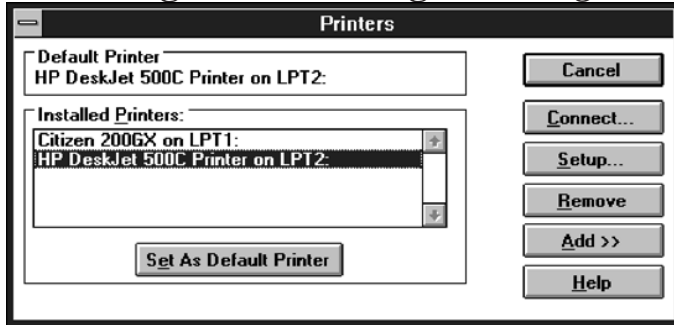 Printers
Default Printer
HP DeskJet 500C Printer on LPT2:
Installed Printers:
Citizen 200GX on LPT1:
HP DeskJet 500C Printer on LPT2:
Set As Default Printer
Cancel
Connect...
Setup...
Remove
Add >>
Help